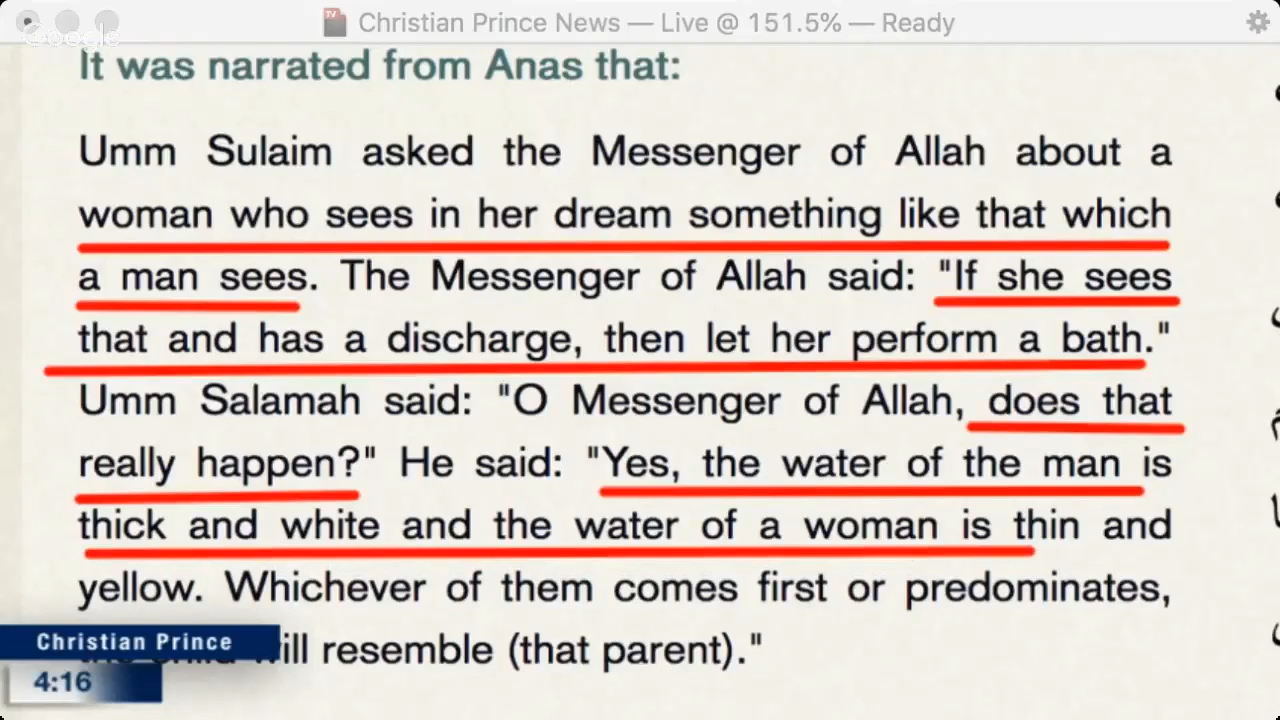 Christian Prince News — Live @ 151.5% — Ready
Google
It was narrated from Anas that:
Umm Sulaim asked the Messenger of Allah about a
woman who sees in her dream something like that which
a man sees. The Messenger of Allah said: "If she sees
that and has a discharge, then let her perform a bath."
Umm Salamah said: "O Messenger of Allah, does that
really happen?" He said: "Yes, the water of the man is
thick and white and the water of a woman is thin and
yellow. Whichever of them comes first or predominates,
will resemble (that parent)."
Christian Prince
4:16